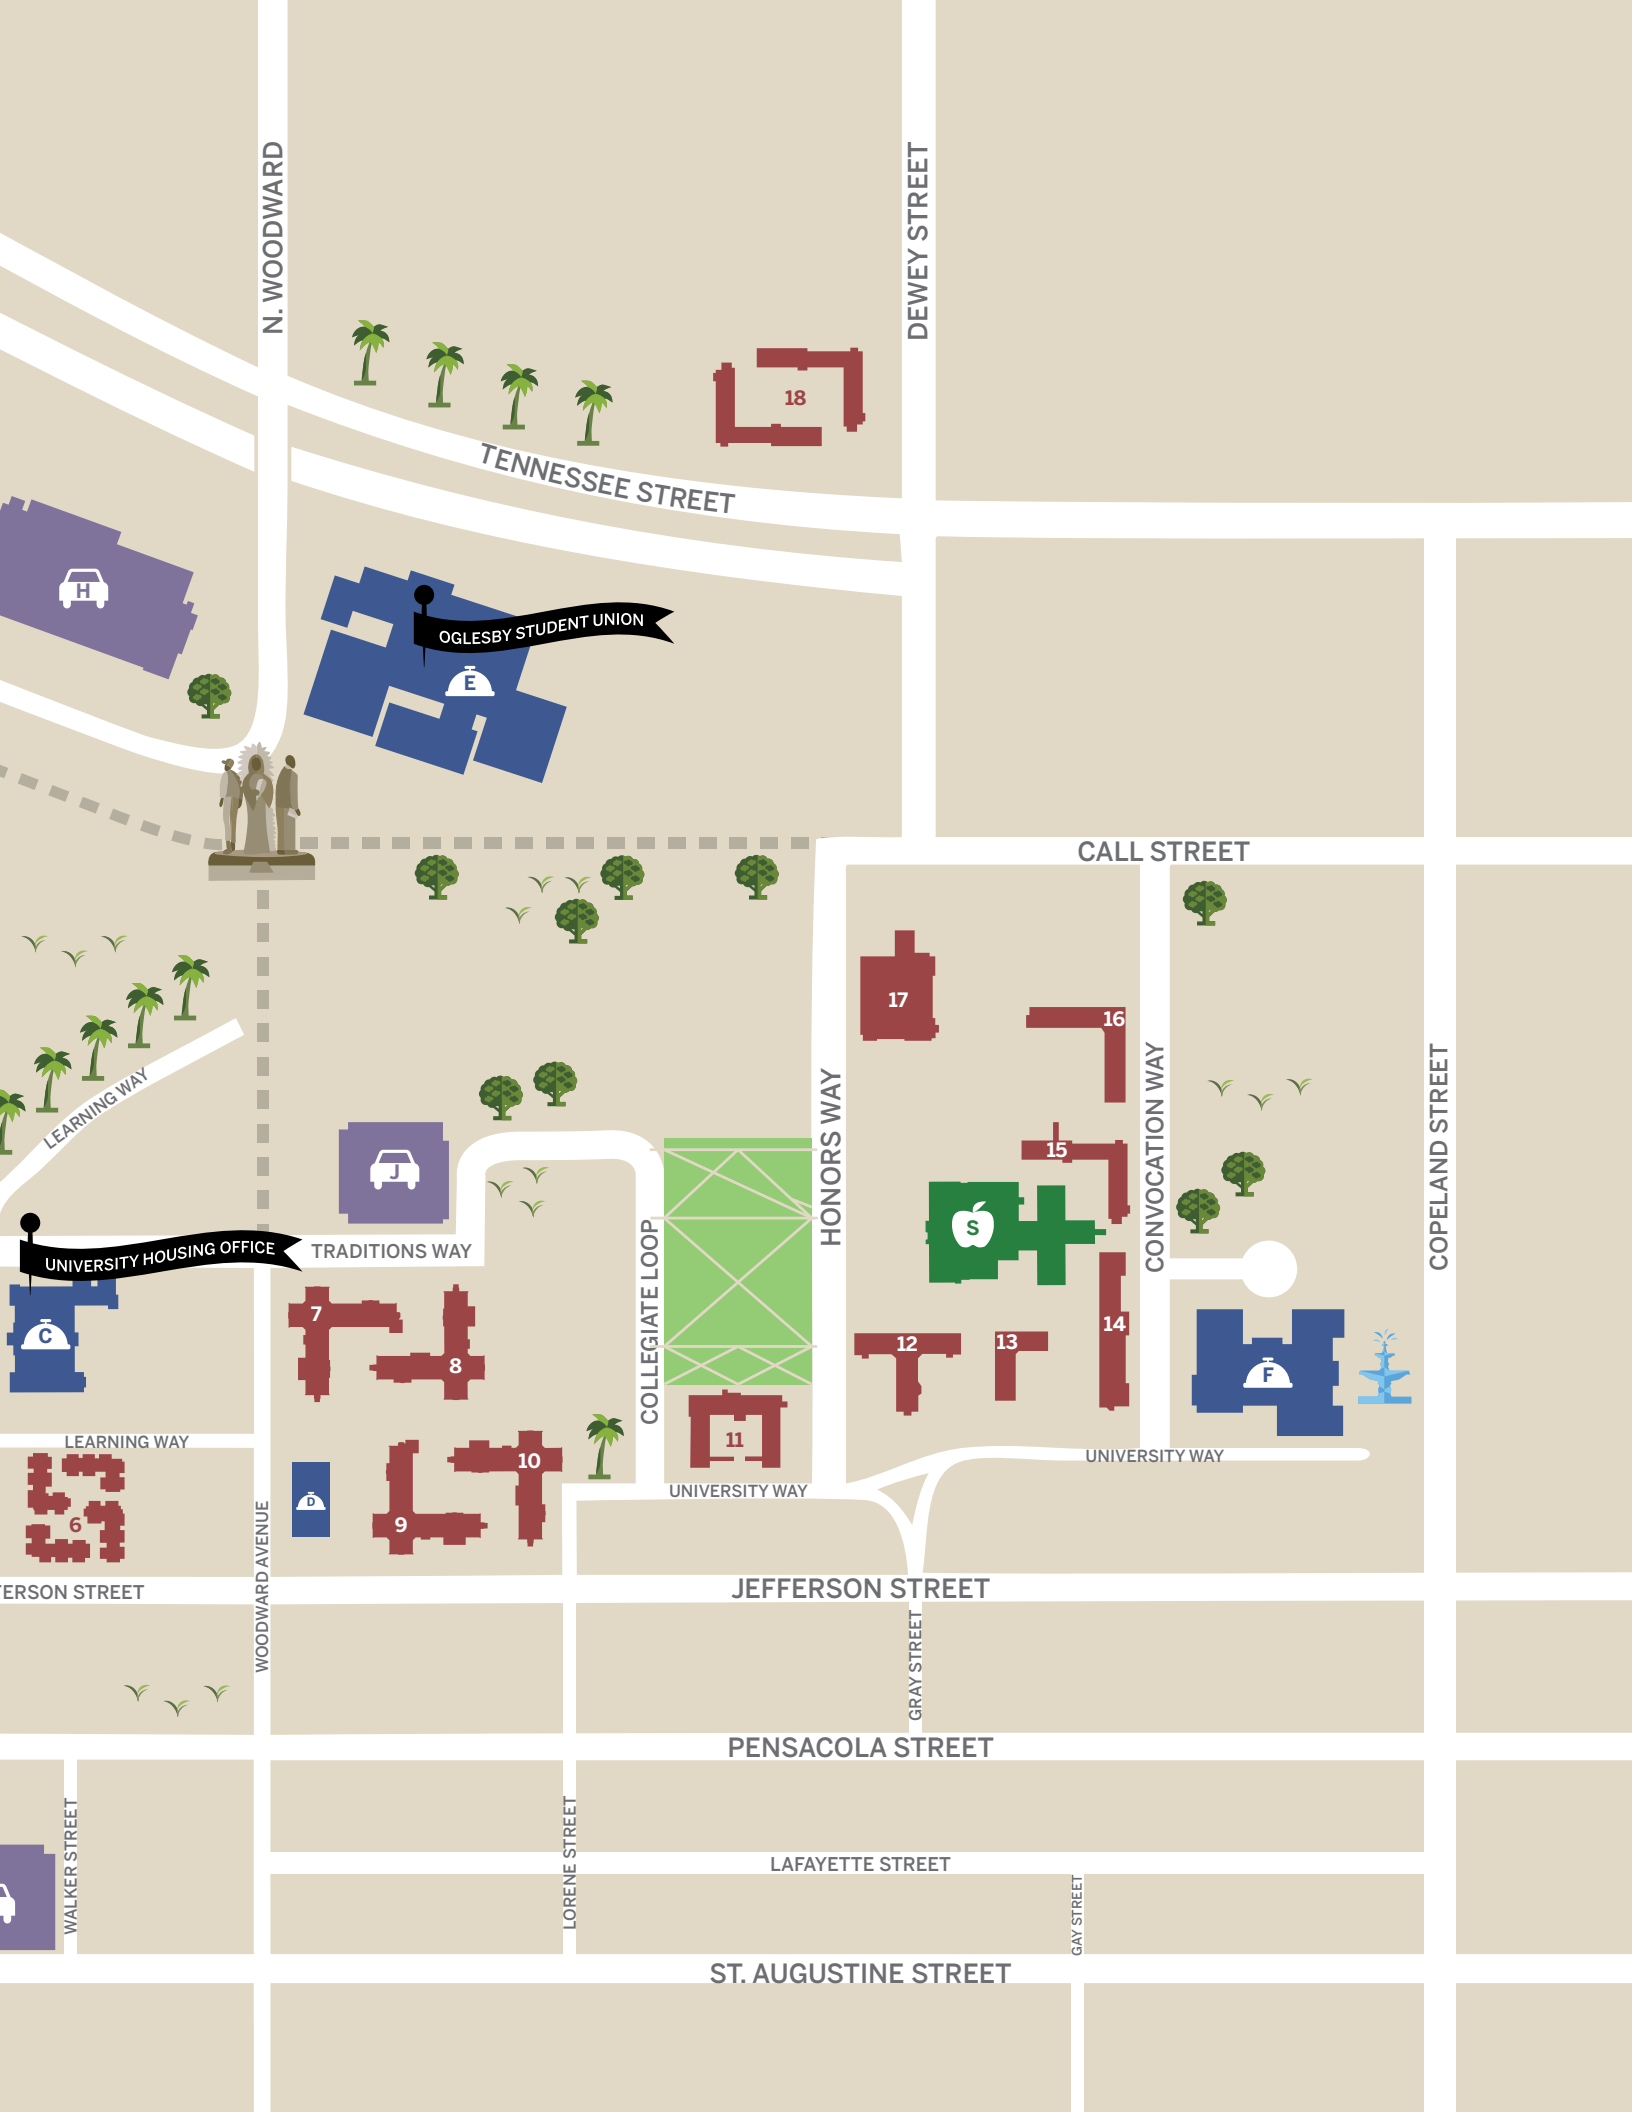 N. WOODWARD
DEWEY STREET
18
TENNESSEE STREET
H
OGLESBY STUDENT UNION
E
CALL STREET
17
16
LEARNING WAY
HONORS WAY
CONVOCATION WAY
COPELAND STREET
15
J
S
UNIVERSITY HOUSING OFFICE
TRADITIONS WAY
COLLEGIATE LOOP
7
8
C
12
13
14
F
LEARNING WAY
11
10
UNIVERSITY WAY
UNIVERSITY WAY
D
6
9
WOODWARD AVENUE
ERSON STREET
JEFFERSON STREET
GRAY STREET
PENSACOLA STREET
WALKER STREET
LORENE STREET
LAFAYETTE STREET
GAY STREET
ST. AUGUSTINE STREET